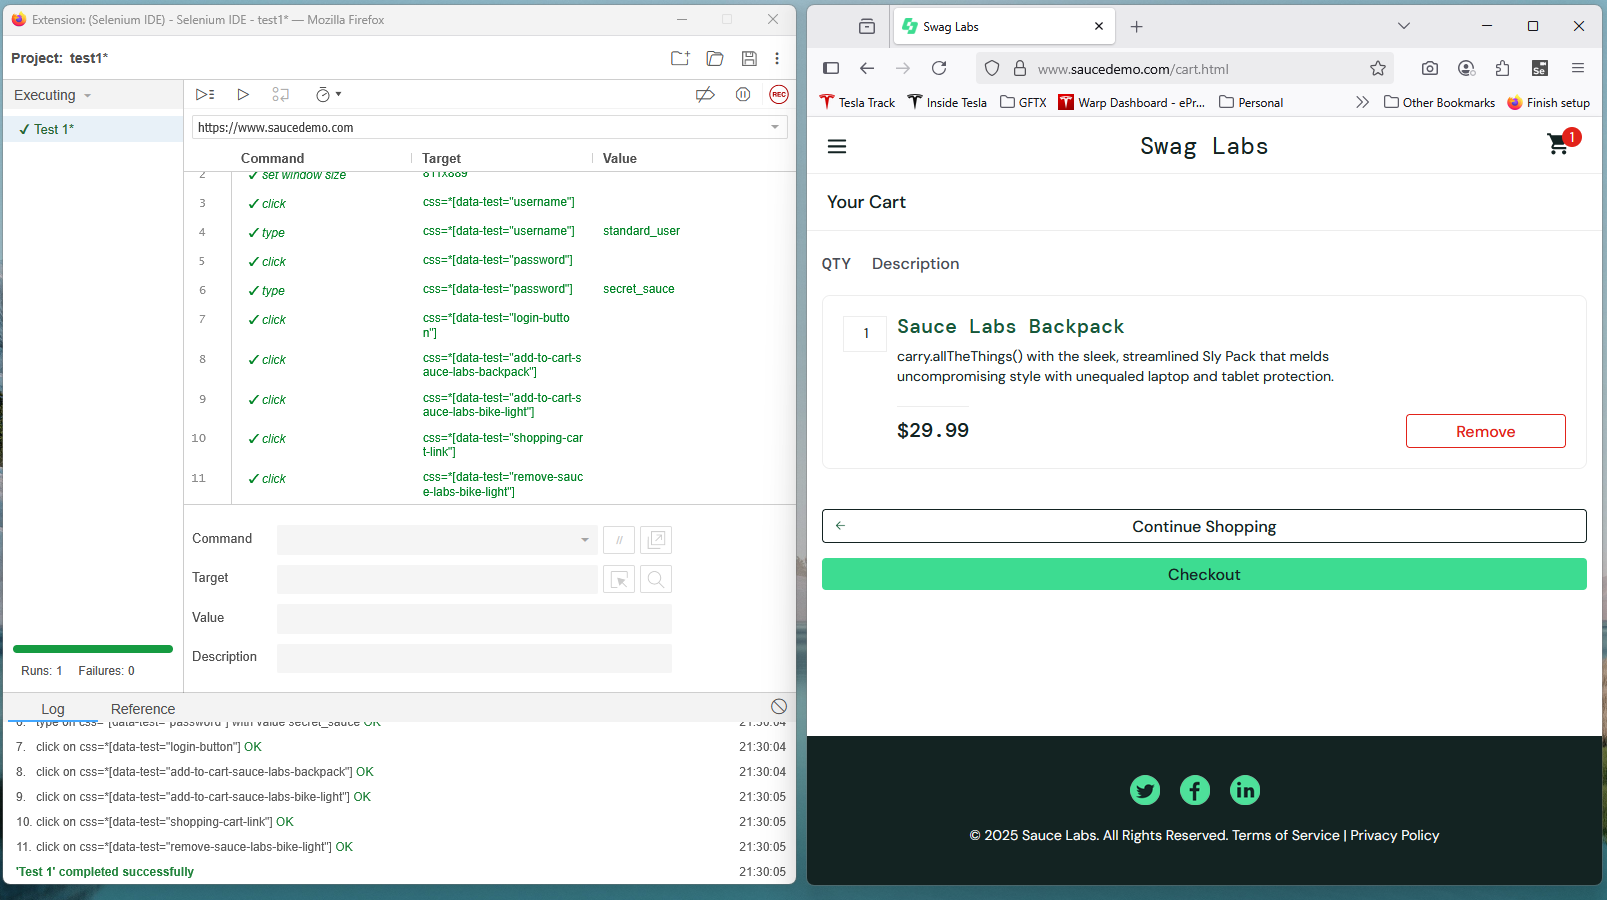 Extension: (Selenium IDE) - Selenium IDE - test1* — Mozilla Firefox
Project: test1*
Executing
✓ Test 1*
Runs: 1 Failures: 0
REC
https://www.saucedemo.com
Command Target Value
2 ✓ set window size 811x889
3 ✓ click css=*[data-test="username"]
4 ✓ type css=*[data-test="username"] standard_user
5 ✓ click css=*[data-test="password"]
6 ✓ type css=*[data-test="password"] secret_sauce
7 ✓ click css=*[data-test="login-butto
n"]
8 ✓ click css=*[data-test="add-to-cart-s
auce-labs-backpack"]
9 ✓ click css=*[data-test="add-to-cart-s
auce-labs-bike-light"]
10 ✓ click css=*[data-test="shopping-car
t-link"]
11 ✓ click css=*[data-test="remove-sauc
e-labs-bike-light"]
Command //
Target
Value
Description
Log Reference
6. type on css=*[data-test="password"] with value secret_sauce OK 21:30:04
7. click on css=*[data-test="login-button"] OK 21:30:04
8. click on css=*[data-test="add-to-cart-sauce-labs-backpack"] OK 21:30:04
9. click on css=*[data-test="add-to-cart-sauce-labs-bike-light"] OK 21:30:05
10. click on css=*[data-test="shopping-cart-link"] OK 21:30:05
11. click on css=*[data-test="remove-sauce-labs-bike-light"] OK 21:30:05
'Test 1' completed successfully 21:30:05
Swag Labs
www.saucedemo.com/cart.html
Se
Tesla Track Inside Tesla GFTX Warp Dashboard - ePr... Personal Other Bookmarks Finish setup
Swag Labs 1
Your Cart
QTY Description
1 Sauce Labs Backpack
carry.allTheThings() with the sleek, streamlined Sly Pack that melds
uncompromising style with unequaled laptop and tablet protection.
$29.99 Remove
Continue Shopping
Checkout
© 2025 Sauce Labs. All Rights Reserved. Terms of Service | Privacy Policy